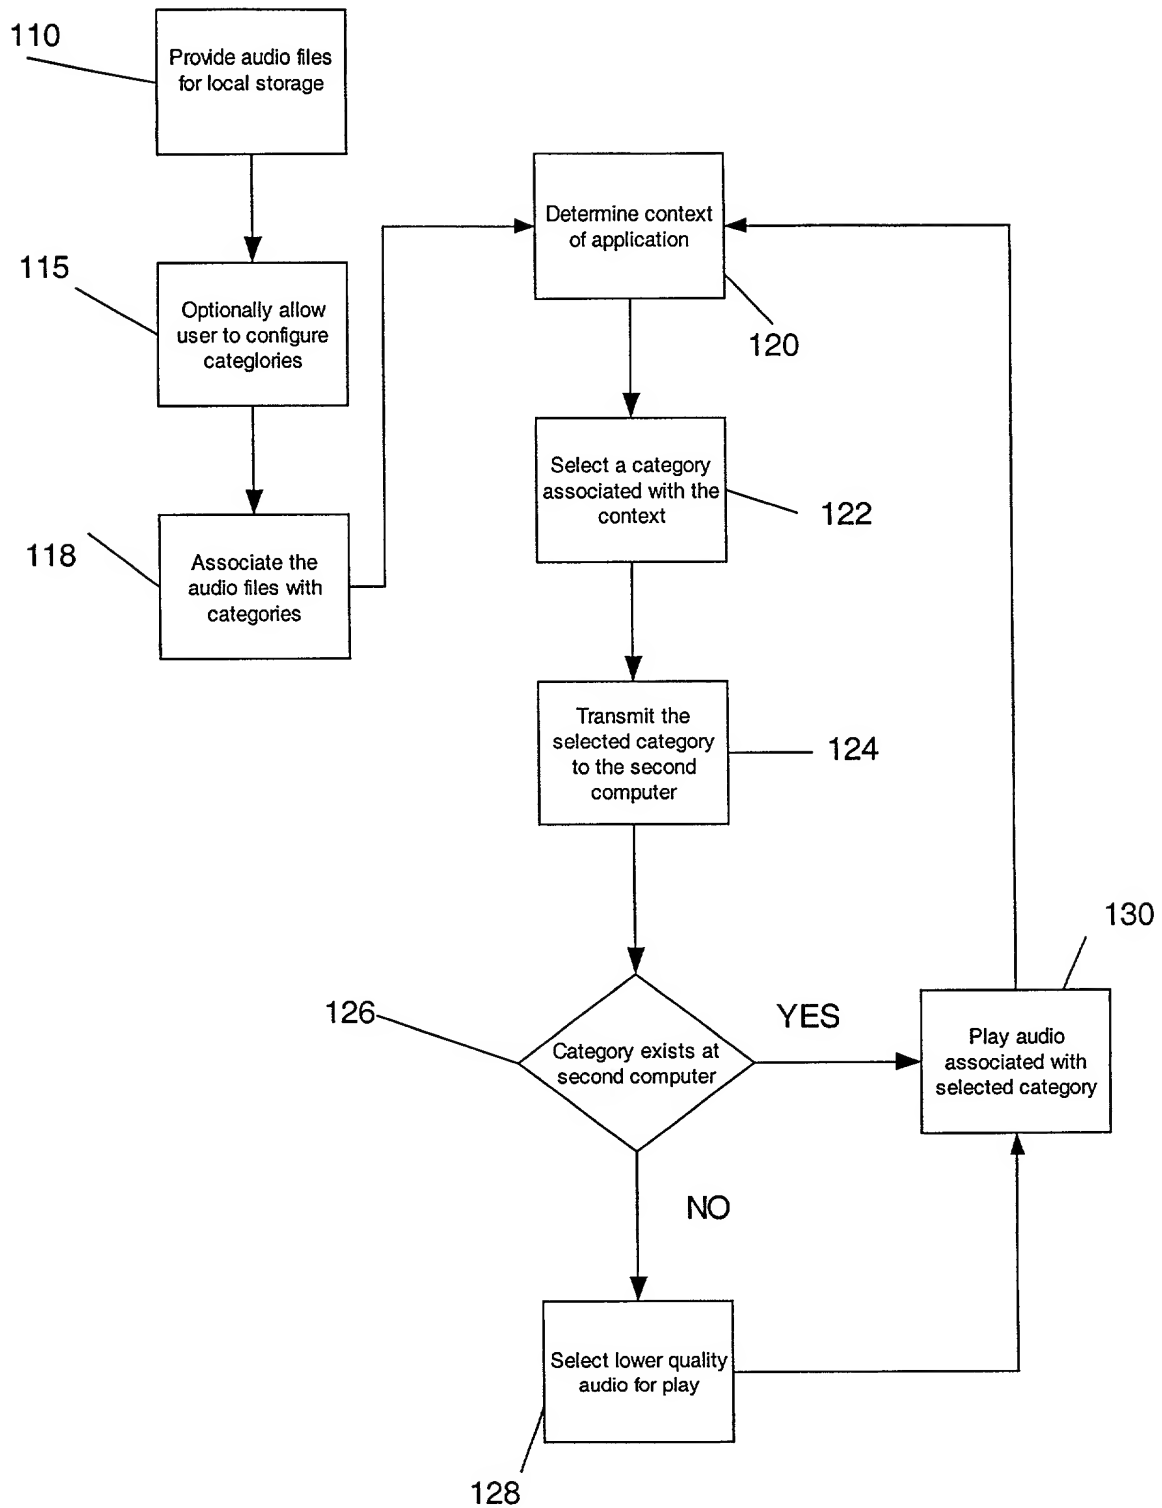 110
Provide audio files
for local storage
115
Optionally allow
user to configure
categlories
118
Associate the
audio files with
categories
Determine context
of application
120
Select a category
associated with the
context
122
Transmit the
selected category
to the second
computer
124
126
Category exists at
second computer
YES
130
Play audio
associated with
selected category
NO
Select lower quality
audio for play
128